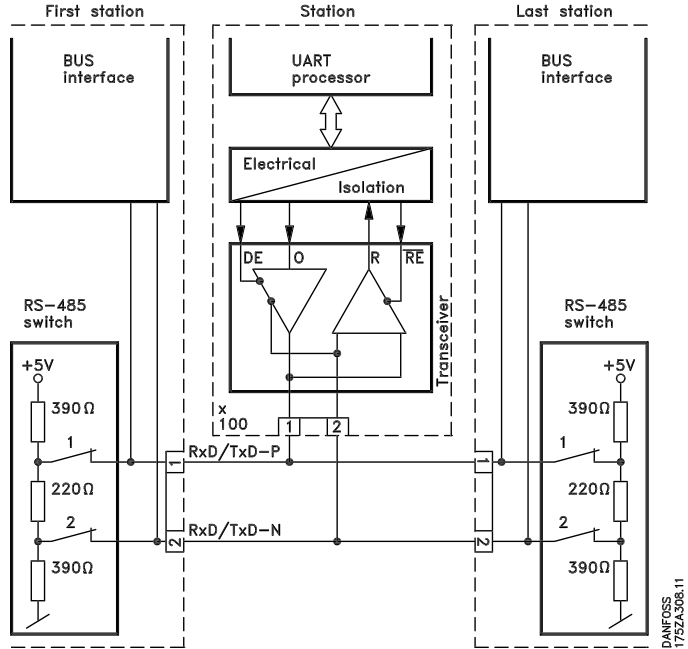 First station
Station
Last station
BUS
interface
UART
processor
BUS
interface
Electrical
Isolation
DE
O
R
RE
Transceiver
RS-485
switch
RS-485
switch
+5V
+5V
390Ω
390Ω
x
100
1
2
1
1
RxD/TxD-P
1
1
220Ω
220Ω
2
2
RxD/TxD-N
2
2
390Ω
390Ω
DANFOSS
175ZA308.11